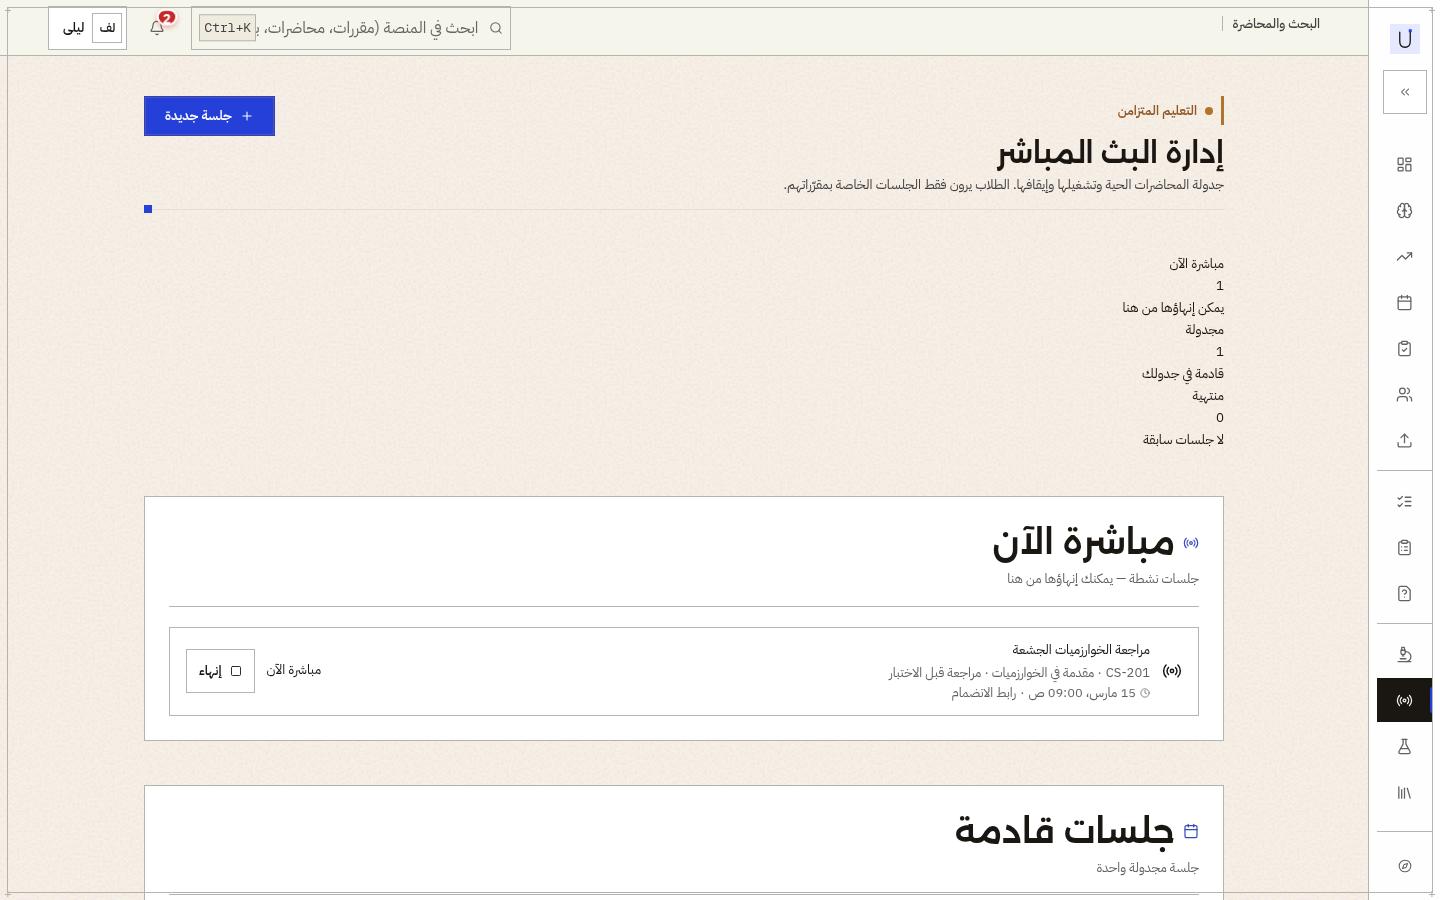 البحث والمحاضرة
ابحث في المنصة (مقررات، محاضرات،
Ctrl+K
2
لف
ليلى
التعليم المتزامن
إدارة البث المباشر
جدولة المحاضرات الحية وتشغيلها وإيقافها. الطلاب يرون فقط الجلسات الخاصة بمقرّراتهم.
جلسة جديدة
مباشرة الآن
1
يمكن إنهاؤها من هنا
مجدولة
1
قادمة في جدولك
منتهية
0
لا جلسات سابقة
مباشرة الآن
جلسات نشطة — يمكنك إنهاؤها من هنا
مراجعة الخوارزميات الجشعة
CS-201 · مقدمة في الخوارزميات · مراجعة قبل الاختبار
15 مارس، 09:00 ص · رابط الانضمام
مباشرة الآن
إنهاء
جلسات قادمة
جلسة مجدولة واحدة